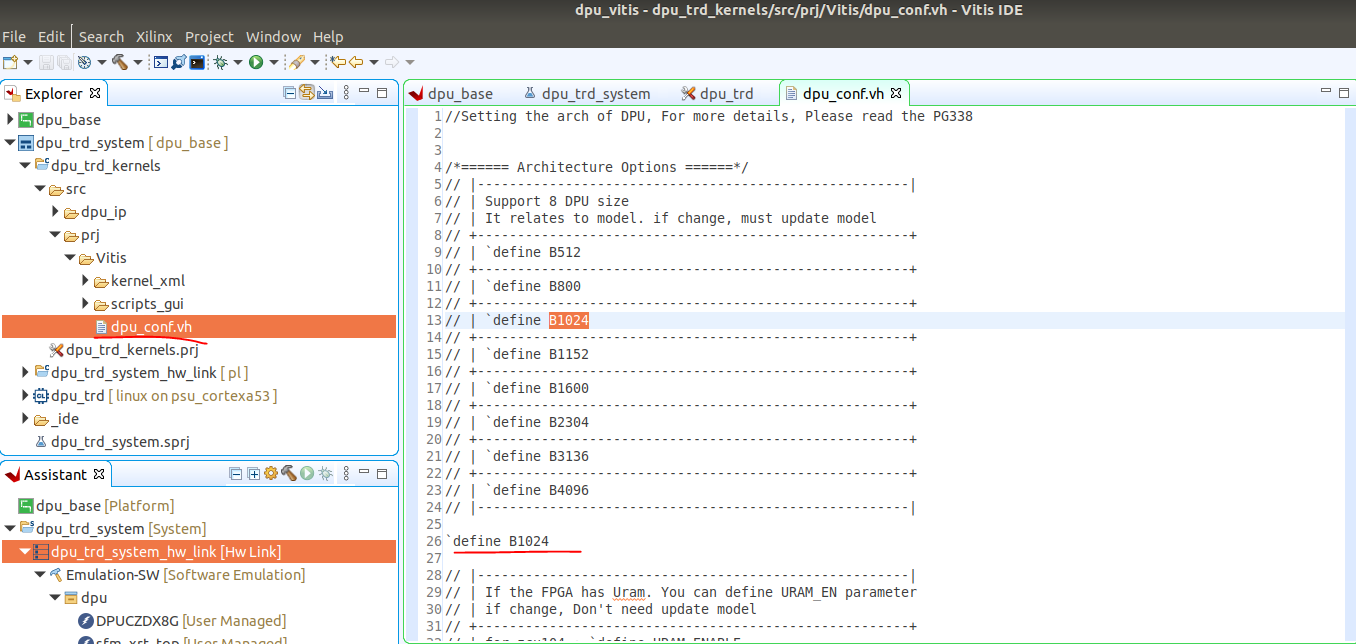 dpu_vitis - dpu_trd_kernels/src/prj/Vitis/dpu_conf.vh - Vitis IDE
File Edit Search Xilinx Project Window Help
Explorer
dpu_base
dpu_trd_system [ dpu_base ]
dpu_trd_kernels
src
dpu_ip
prj
Vitis
kernel_xml
scripts_gui
dpu_conf.vh
dpu_trd_kernels.prj
dpu_trd_system_hw_link [ pl ]
dpu_trd [ linux on psu_cortexa53 ]
_ide
dpu_trd_system.sprj
Assistant
dpu_base [Platform]
dpu_trd_system [System]
dpu_trd_system_hw_link [Hw Link]
Emulation-SW [Software Emulation]
dpu
DPUCZDX8G [User Managed]
sfm_xrt_top [User Managed]
dpu_base dpu_trd_system dpu_trd dpu_conf.vh
1 //Setting the arch of DPU, For more details, Please read the PG338
2
3
4 /*====== Architecture Options ======*/
5 // |------------------------------------------------------|
6 // | Support 8 DPU size
7 // | It relates to model. if change, must update model
8 // +------------------------------------------------------+
9 // | `define B512
10 // +------------------------------------------------------+
11 // | `define B800
12 // +------------------------------------------------------+
13 // | `define B1024
14 // +------------------------------------------------------+
15 // | `define B1152
16 // +------------------------------------------------------+
17 // | `define B1600
18 // +------------------------------------------------------+
19 // | `define B2304
20 // +------------------------------------------------------+
21 // | `define B3136
22 // +------------------------------------------------------+
23 // | `define B4096
24 // |------------------------------------------------------|
25
26 `define B1024
27
28 // |------------------------------------------------------|
29 // | If the FPGA has Uram. You can define URAM_EN parameter
30 // | if change, Don't need update model
31 // +------------------------------------------------------+
32 // | for zcu104 : `define URAM_ENABLE